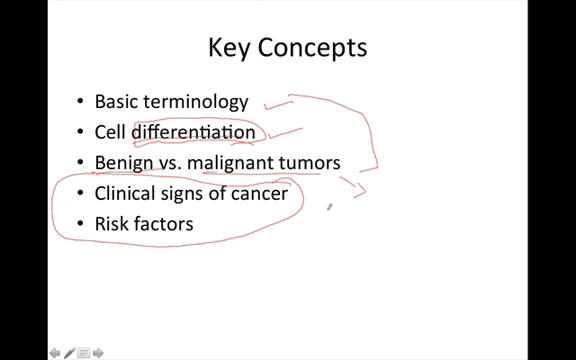 Key Concepts
• Basic terminology
• Cell differentiation
• Benign vs. malignant tumors
• Clinical signs of cancer
• Risk factors